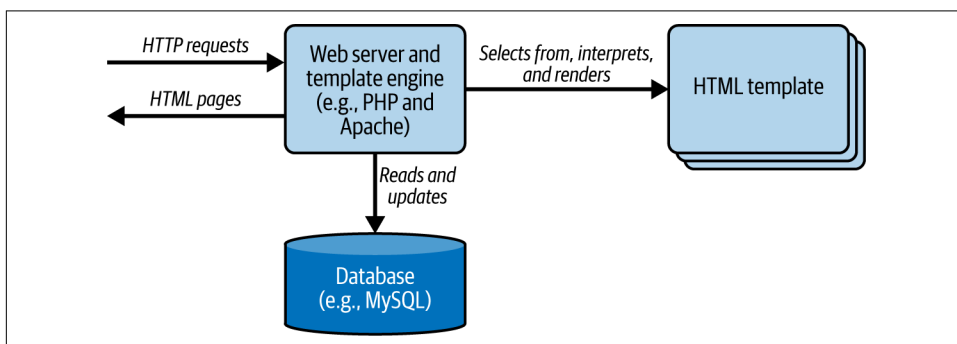 HTTP requests
HTML pages
Web server and
template engine
(e.g., PHP and
Apache)
Selects from, interprets,
and renders
HTML template
Reads and
updates
Database
(e.g., MySQL)